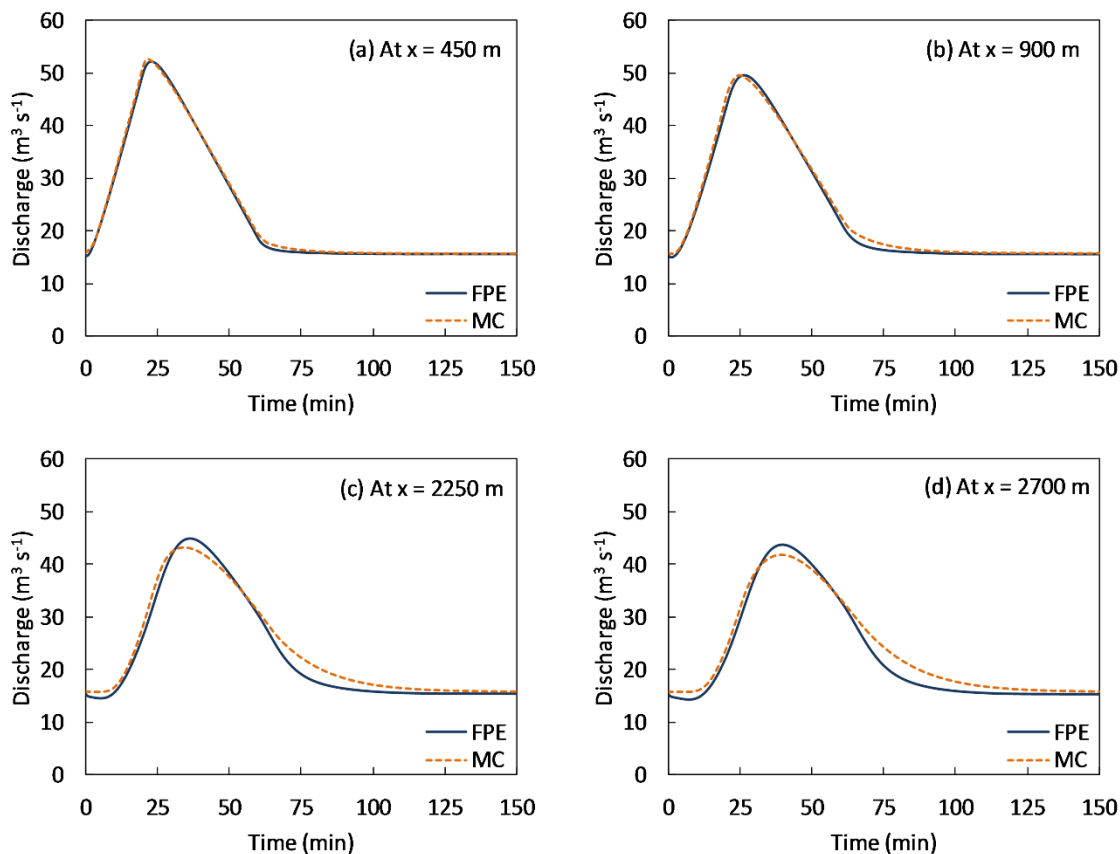 (a) At x = 450 m
60
50
40
30
20
10
0
Discharge (m³ s⁻¹)
FPE
MC
0 25 50 75 100 125 150
Time (min)
(b) At x = 900 m
60
50
40
30
20
10
0
Discharge (m³ s⁻¹)
FPE
MC
0 25 50 75 100 125 150
Time (min)
(c) At x = 2250 m
60
50
40
30
20
10
0
Discharge (m³ s⁻¹)
FPE
MC
0 25 50 75 100 125 150
Time (min)
(d) At x = 2700 m
60
50
40
30
20
10
0
Discharge (m³ s⁻¹)
FPE
MC
0 25 50 75 100 125 150
Time (min)